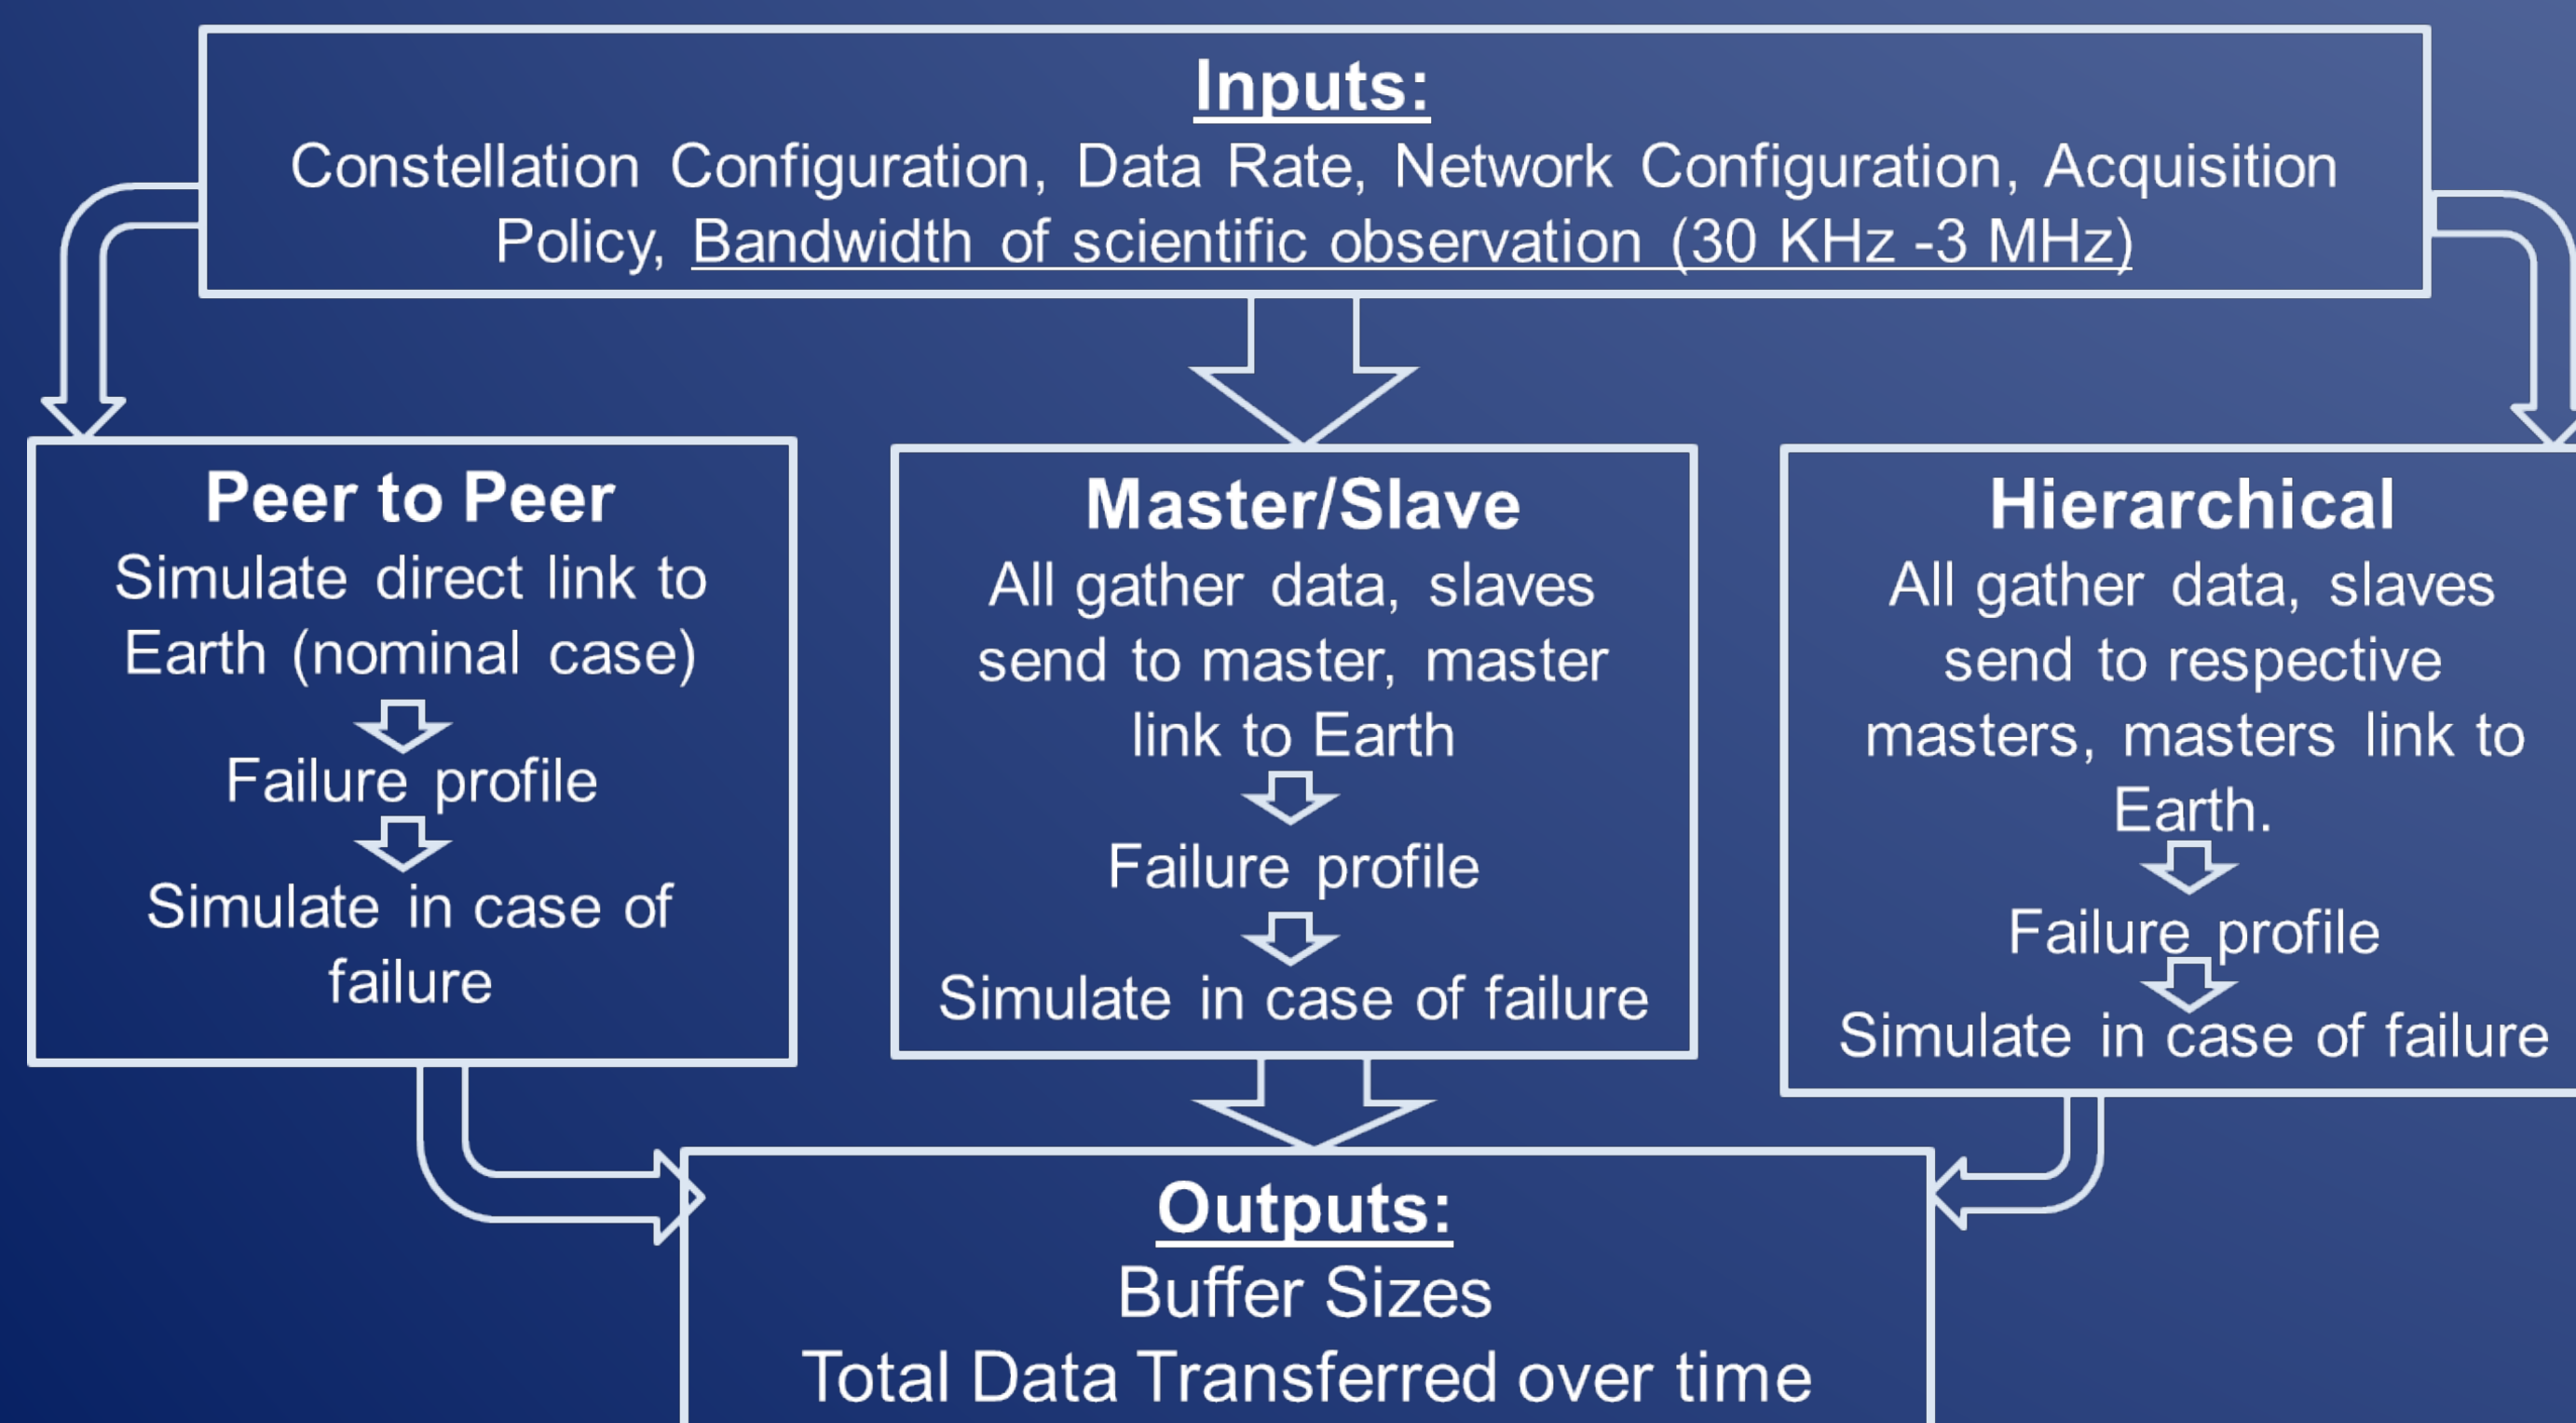 Inputs:
Constellation Configuration, Data Rate, Network Configuration, Acquisition
Policy, Bandwidth of scientific observation (30 KHz -3 MHz)
Peer to Peer
Simulate direct link to
Earth (nominal case)
Failure profile
Simulate in case of
failure
Master/Slave
All gather data, slaves
send to master, master
link to Earth
Failure profile
Simulate in case of failure
Hierarchical
All gather data, slaves
send to respective
masters, masters link to
Earth.
Failure profile
Simulate in case of failure
Outputs:
Buffer Sizes
Total Data Transferred over time